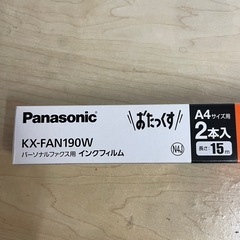 Panasonic
KX-FAN190W
パーソナルファクス用 インクフィルム
おたっくす
N4J
A4サイズ用
2本入
長さ:15m